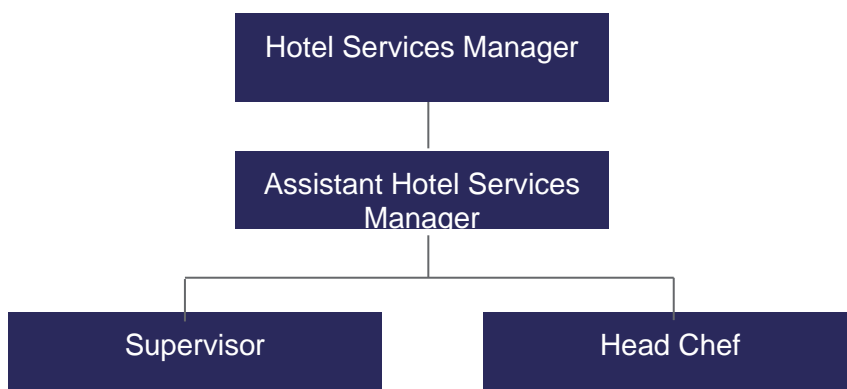 Hotel Services Manager
Assistant Hotel Services
Manager
Supervisor
Head Chef